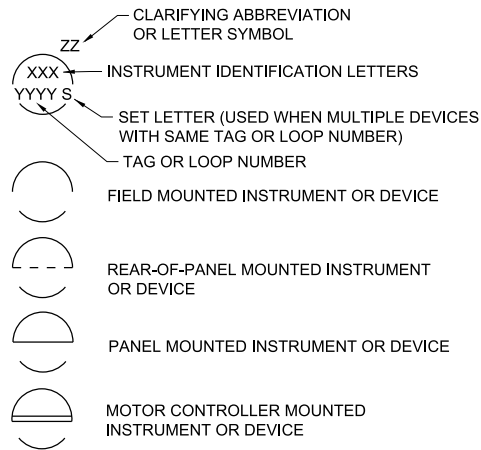 CLARIFYING ABBREVIATION
OR LETTER SYMBOL
ZZ
XXX
INSTRUMENT IDENTIFICATION LETTERS
YYYY S
SET LETTER (USED WHEN MULTIPLE DEVICES
WITH SAME TAG OR LOOP NUMBER)
TAG OR LOOP NUMBER
FIELD MOUNTED INSTRUMENT OR DEVICE
REAR-OF-PANEL MOUNTED INSTRUMENT
OR DEVICE
PANEL MOUNTED INSTRUMENT OR DEVICE
MOTOR CONTROLLER MOUNTED
INSTRUMENT OR DEVICE